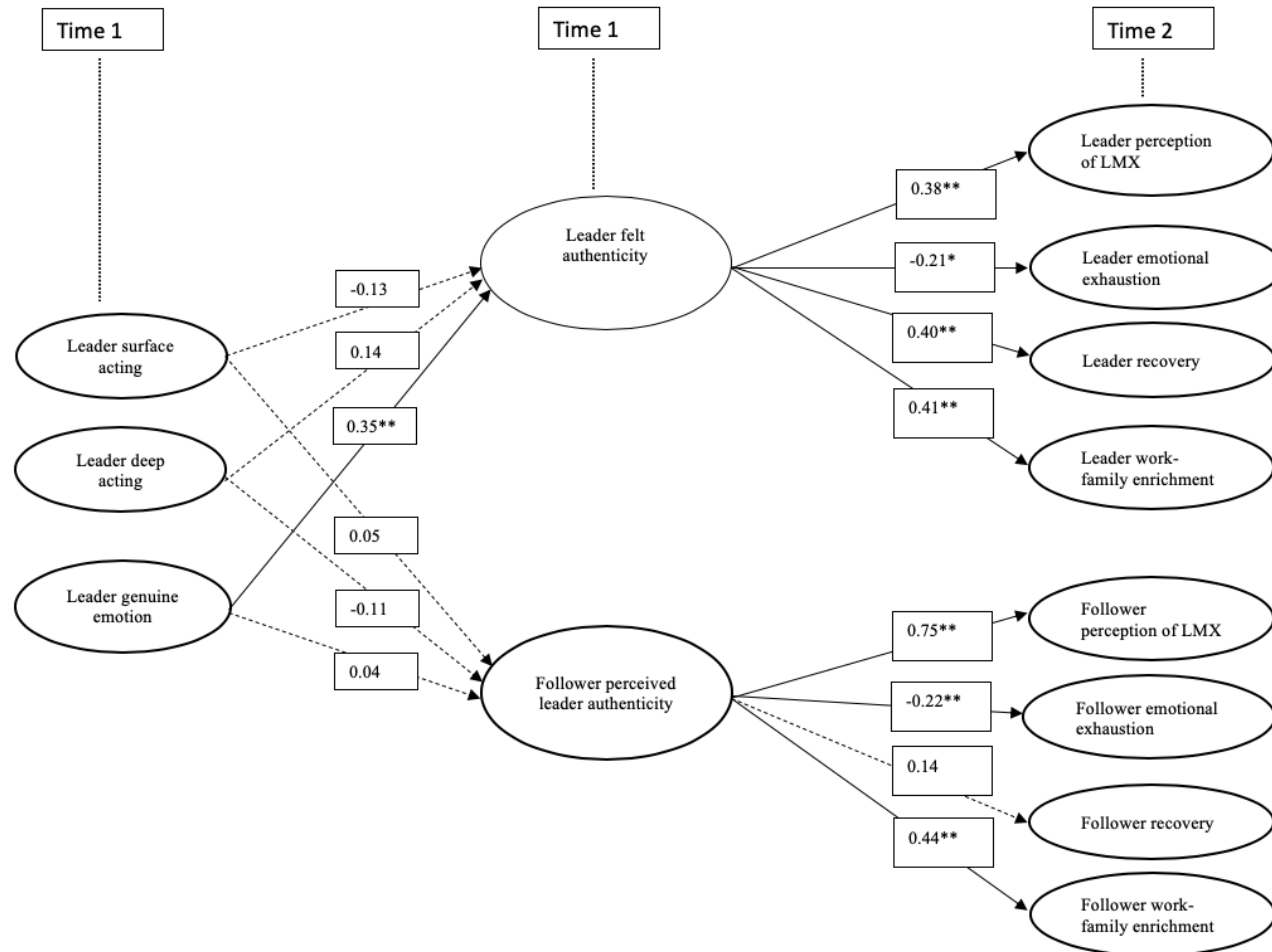 Time 1
Time 1
Time 2
Leader perception
of LMX
0.38**
Leader felt
authenticity
-0.21*
Leader emotional
exhaustion
-0.13
Leader surface
acting
0.14
0.40**
Leader recovery
0.35**
0.41**
Leader deep
acting
Leader work-
family enrichment
0.05
Leader genuine
emotion
-0.11
0.04
Follower perceived
leader authenticity
0.75**
Follower
perception of LMX
-0.22**
Follower emotional
exhaustion
0.14
Follower recovery
0.44**
Follower work-
family enrichment